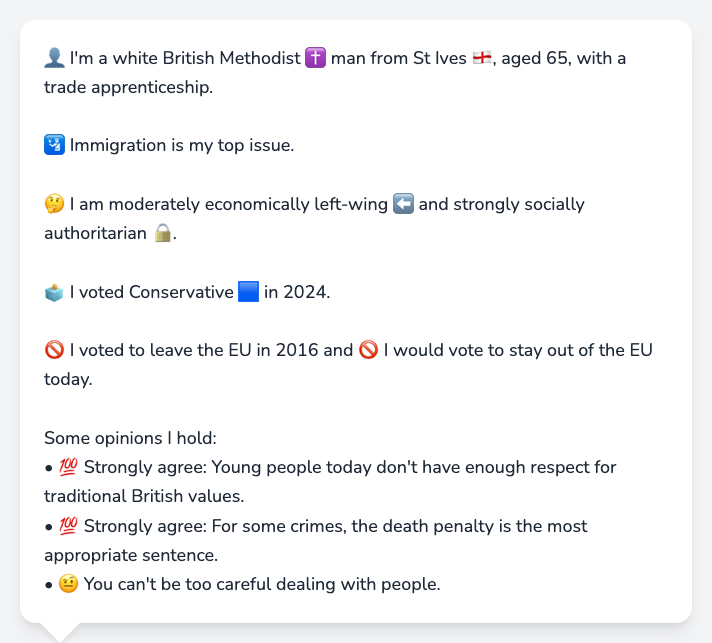 👤 I'm a white British Methodist ✝️ man from St Ives 🏴󠁧󠁢󠁥󠁮󠁧󠁿, aged 65, with a
trade apprenticeship.
🛂 Immigration is my top issue.
🤔 I am moderately economically left-wing ⬅️ and strongly socially
authoritarian 🔒.
🗳️ I voted Conservative 🟦 in 2024.
🚫 I voted to leave the EU in 2016 and 🚫 I would vote to stay out of the EU
today.
Some opinions I hold:
• 💯 Strongly agree: Young people today don't have enough respect for
traditional British values.
• 💯 Strongly agree: For some crimes, the death penalty is the most
appropriate sentence.
• 🤨 You can't be too careful dealing with people.